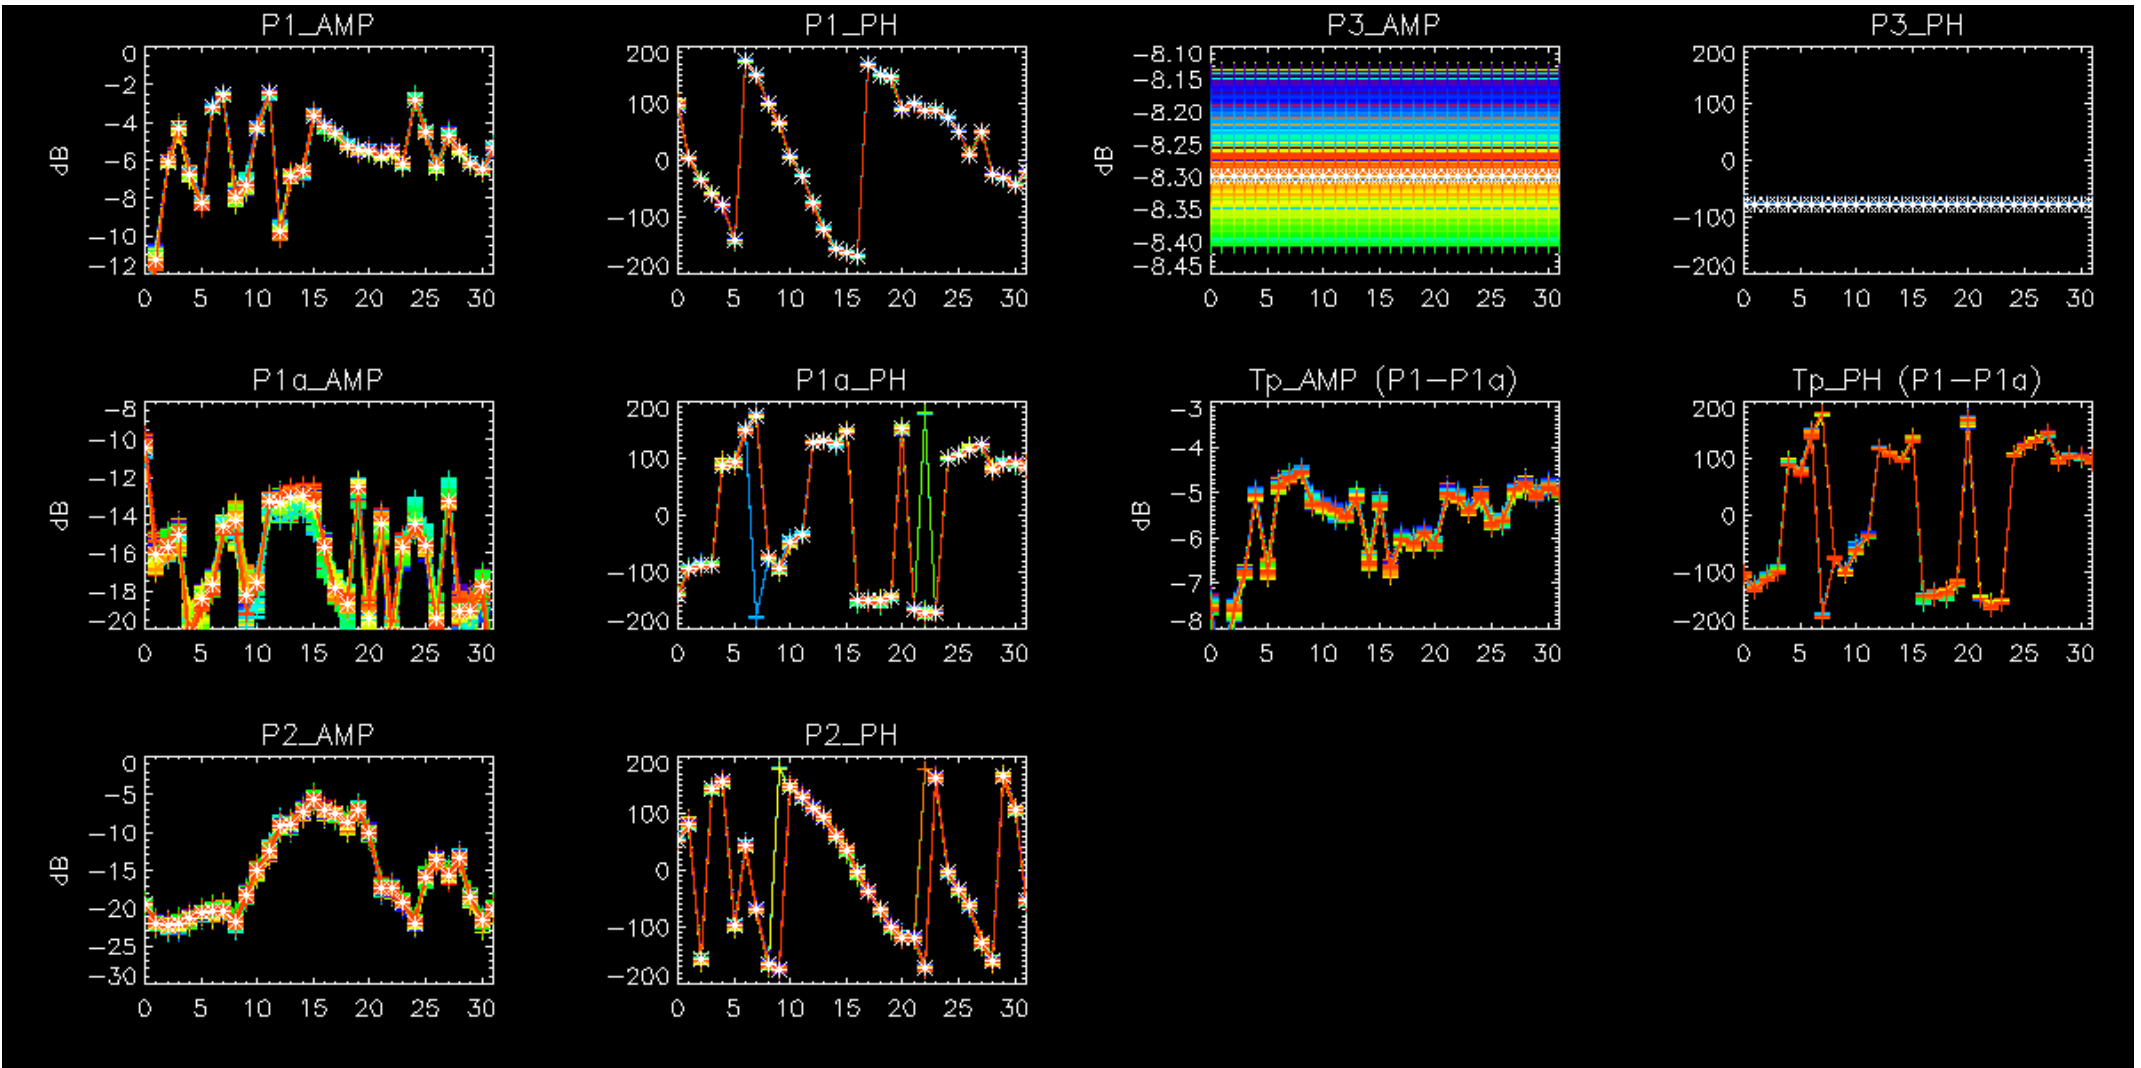 P1_AMP P1_PH P3_AMP P3_PH
0 200 -8.10 200
-2 100 -8.15 100
-4 0 -8.20 0
-6 -100 -8.25 -100
-8 -200 -8.30 -200
-10 -8.35
-12 -8.40
-8.45
dB dB
0 5 10 15 20 25 30 0 5 10 15 20 25 30 0 5 10 15 20 25 30 0 5 10 15 20 25 30
P1a_AMP P1a_PH Tp_AMP (P1-P1a) Tp_PH (P1-P1a)
-8 200 -3 200
-10 100 -4 100
-12 0 -5 0
-14 -100 -6 -100
-16 -200 -7 -200
-18 -8
-20
dB dB
0 5 10 15 20 25 30 0 5 10 15 20 25 30 0 5 10 15 20 25 30 0 5 10 15 20 25 30
P2_AMP P2_PH
0 200
-5 100
-10 0
-15 -100
-20 -200
-25
-30
dB
0 5 10 15 20 25 30 0 5 10 15 20 25 30